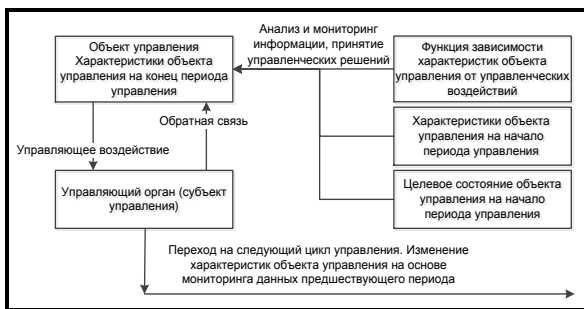 Объект управления
Характеристики объекта
управления на конец периода
управления
Анализ и мониторинг
информации, принятие
управленческих решений
Функция зависимости
характеристик объекта
управления от управленческих
воздействий
Обратная связь
Управляющее воздействие
Характеристики объекта
управления на начало
периода управления
Управляющий орган (субъект
управления)
Целевое состояние объекта
управления на начало
периода управления
Переход на следующий цикл управления. Изменение
характеристик объекта управления на основе
мониторинга данных предшествующего периода